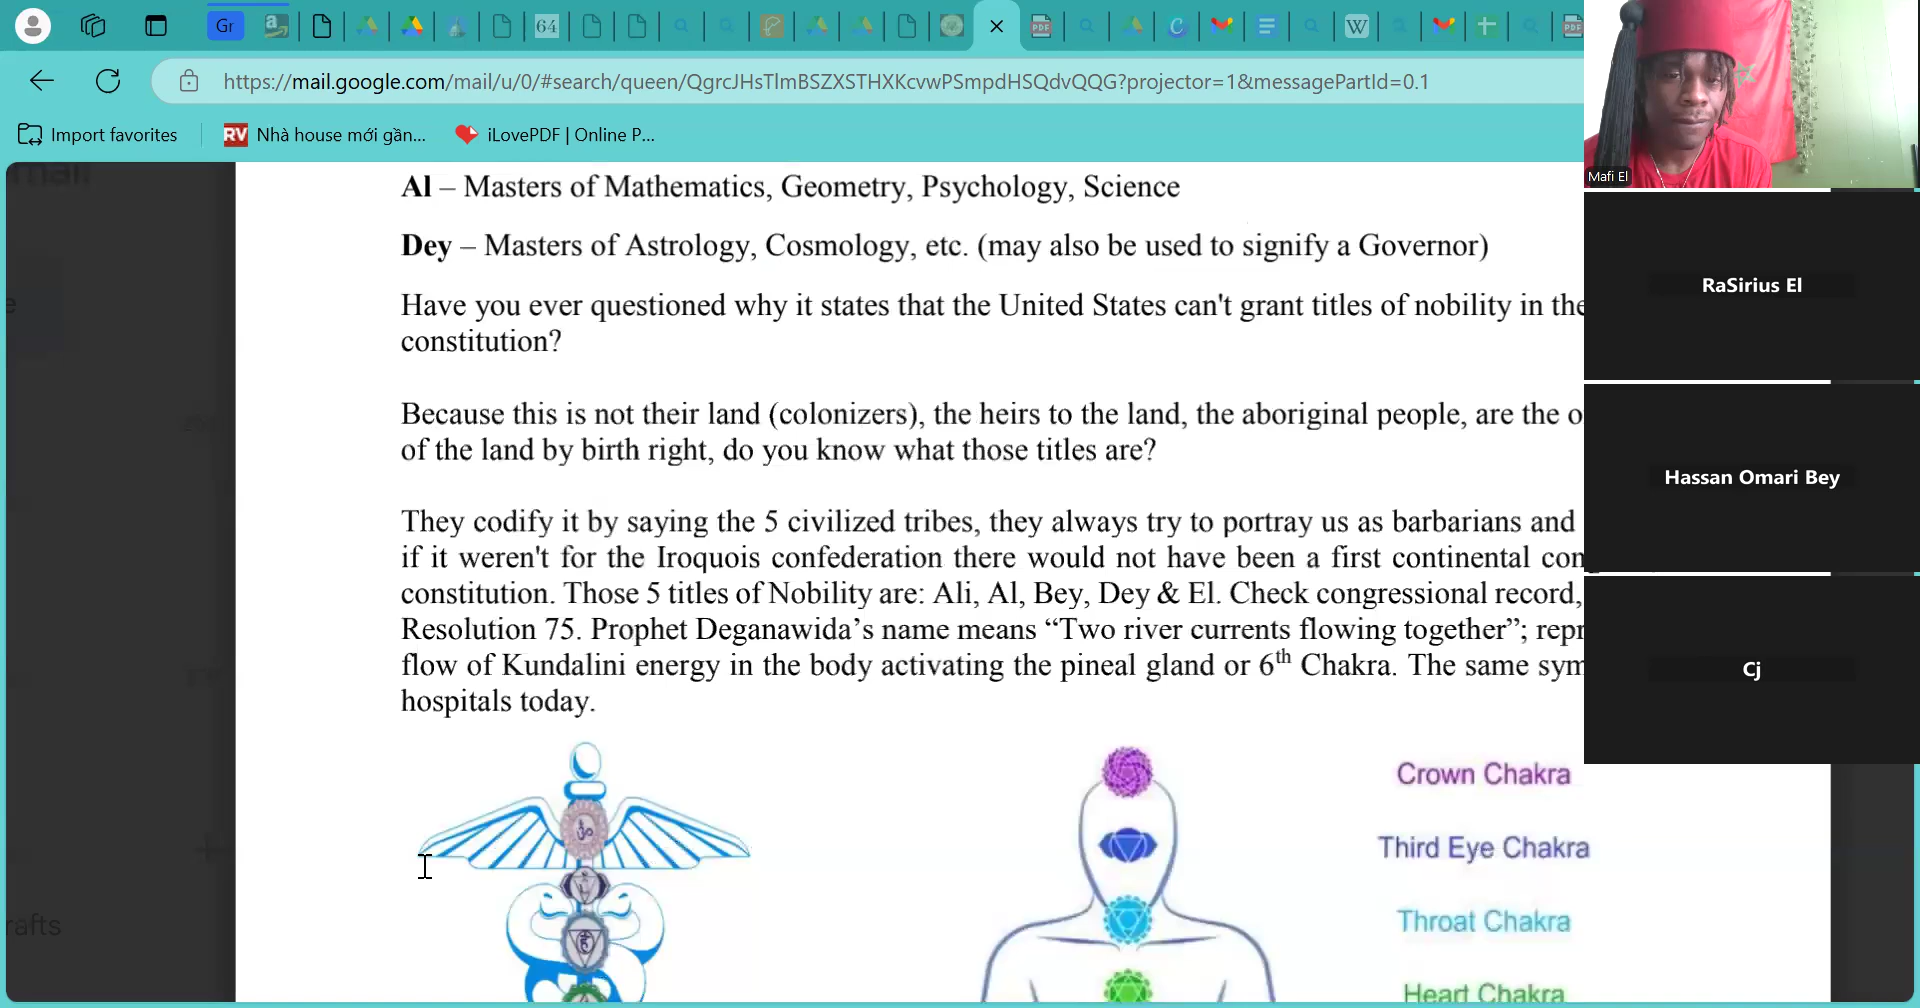 Gr
64
https://mail.google.com/mail/u/0/#search/queen/QgrcJHsTlmBSZXSTHXKcvwPSmpdHSQdvQQG?projector=1&messagePartId=0.1
Import favorites
RV Nhà house mới gần...
iLovePDF | Online P...
Al – Masters of Mathematics, Geometry, Psychology, Science
Dey – Masters of Astrology, Cosmology, etc. (may also be used to signify a Governor)
Have you ever questioned why it states that the United States can't grant titles of nobility in the
constitution?
Because this is not their land (colonizers), the heirs to the land, the aboriginal people, are the
of the land by birth right, do you know what those titles are?
They codify it by saying the 5 civilized tribes, they always try to portray us as barbarians and
if it weren't for the Iroquois confederation there would not have been a first continental
constitution. Those 5 titles of Nobility are: Ali, Al, Bey, Dey & El. Check congressional record,
Resolution 75. Prophet Deganawida’s name means “Two river currents flowing together”;
flow of Kundalini energy in the body activating the pineal gland or 6th Chakra. The same
hospitals today.
Crown Chakra
Third Eye Chakra
Throat Chakra
Heart Chakra
Mafi El
RaSirius El
Hassan Omari Bey
Cj